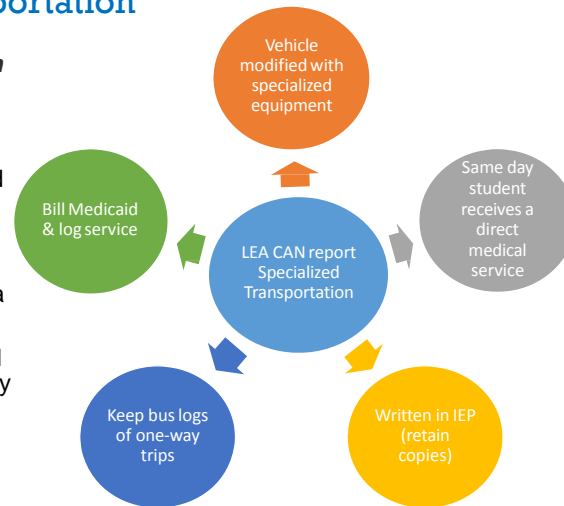 portation
n
Vehicle
modified with
specialized
equipment
Same day
student
receives a
direct
medical
service
Bill Medicaid
& log service
LEA CAN report
Specialized
Transportation
a
y
Keep bus logs
of one-way
trips
Written in IEP
(retain
copies)